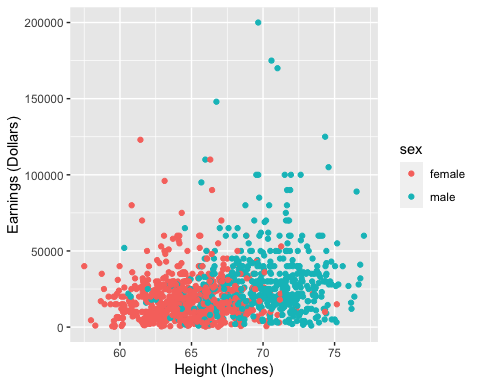 200000
150000
100000
50000
0
Earnings (Dollars)
60
65
70
75
Height (Inches)
sex
female
male